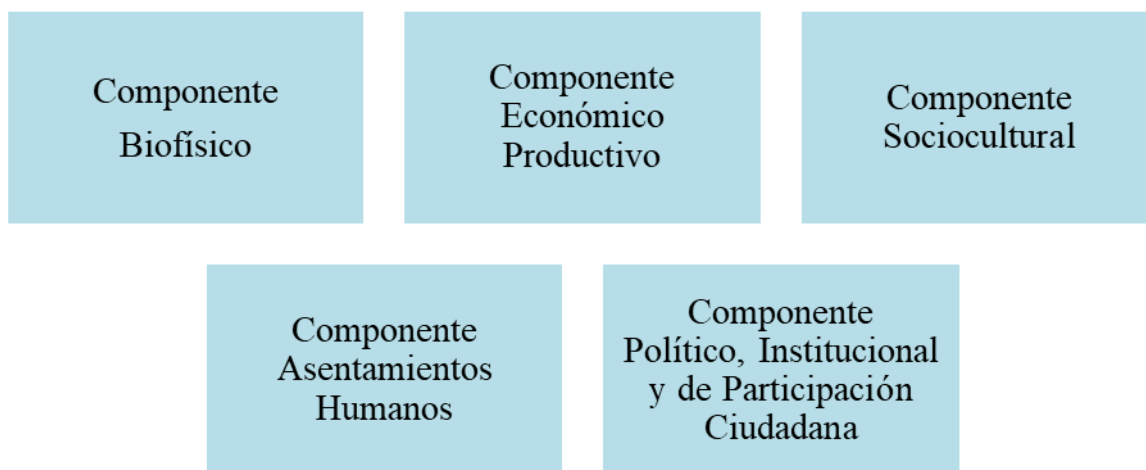 Componente
Biofísico
Componente
Económico
Productivo
Componente
Sociocultural
Componente
Asentamientos
Humanos
Componente
Político, Institucional
y de Participación
Ciudadana